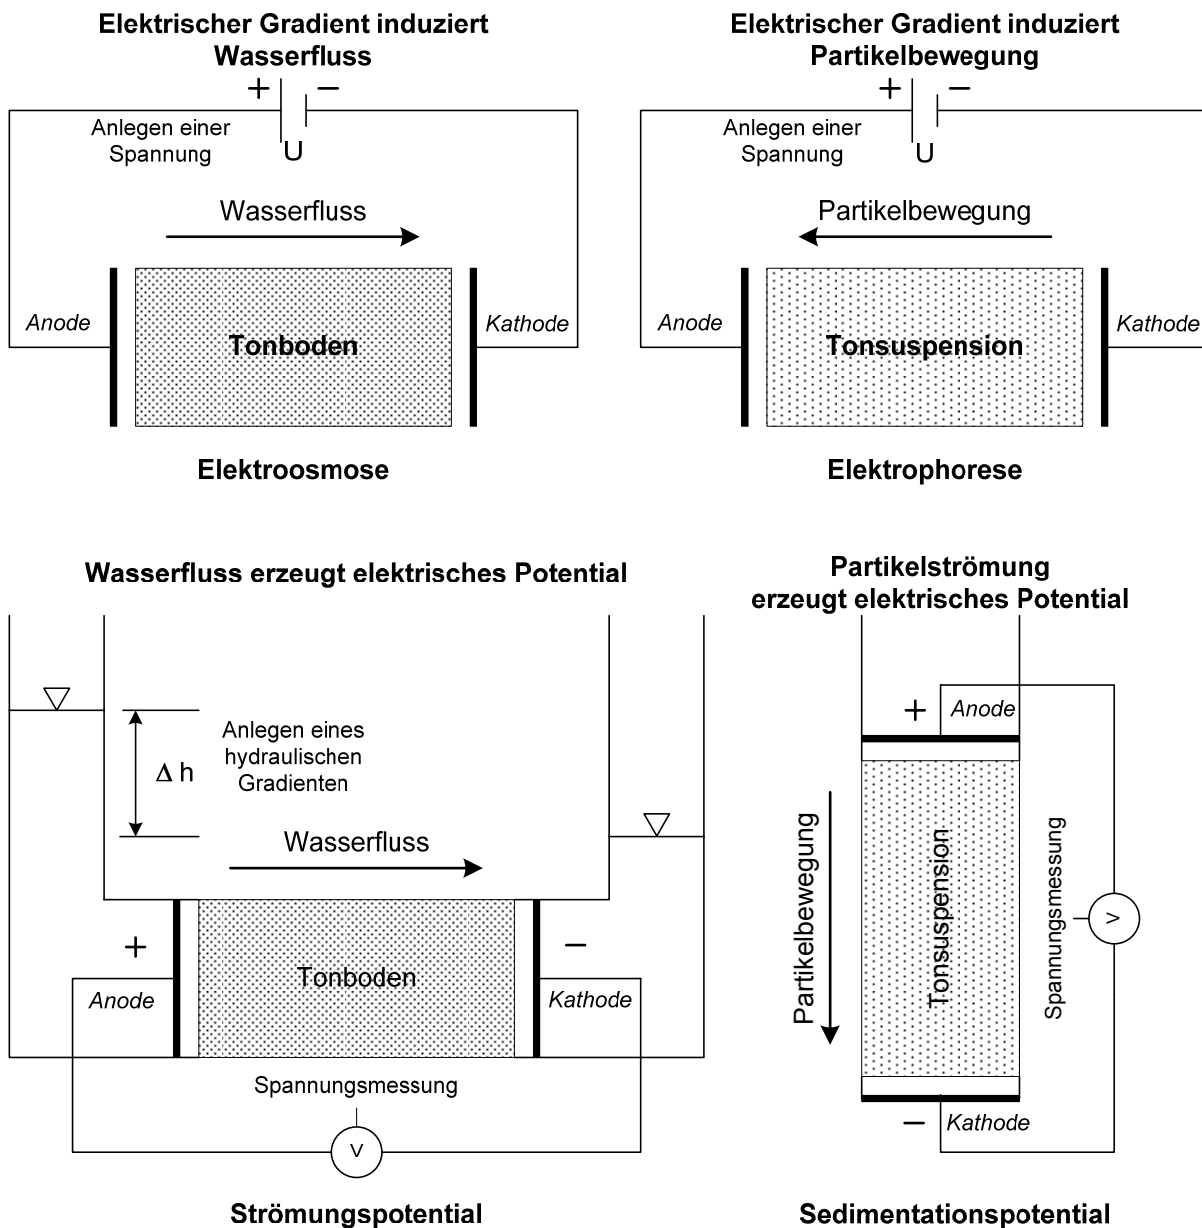 Elektrischer Gradient induziert
Wasserfluss
+ −
Anlegen einer
Spannung
U
Wasserfluss
Anode
Kathode
Tonboden
Elektroosmose
Elektrischer Gradient induziert
Partikelbewegung
+ −
Anlegen einer
Spannung
U
Partikelbewegung
Anode
Kathode
Tonsuspension
Elektrophorese
Wasserfluss erzeugt elektrisches Potential
Δ h
Anlegen eines
hydraulischen
Gradienten
Wasserfluss
+ −
Tonboden
Anode
Kathode
Spannungsmessung
V
Strömungspotential
Partikelströmung
erzeugt elektrisches Potential
+ Anode
Partikelbewegung
Tonsuspension
Spannungsmessung
V
− Kathode
Sedimentationspotential